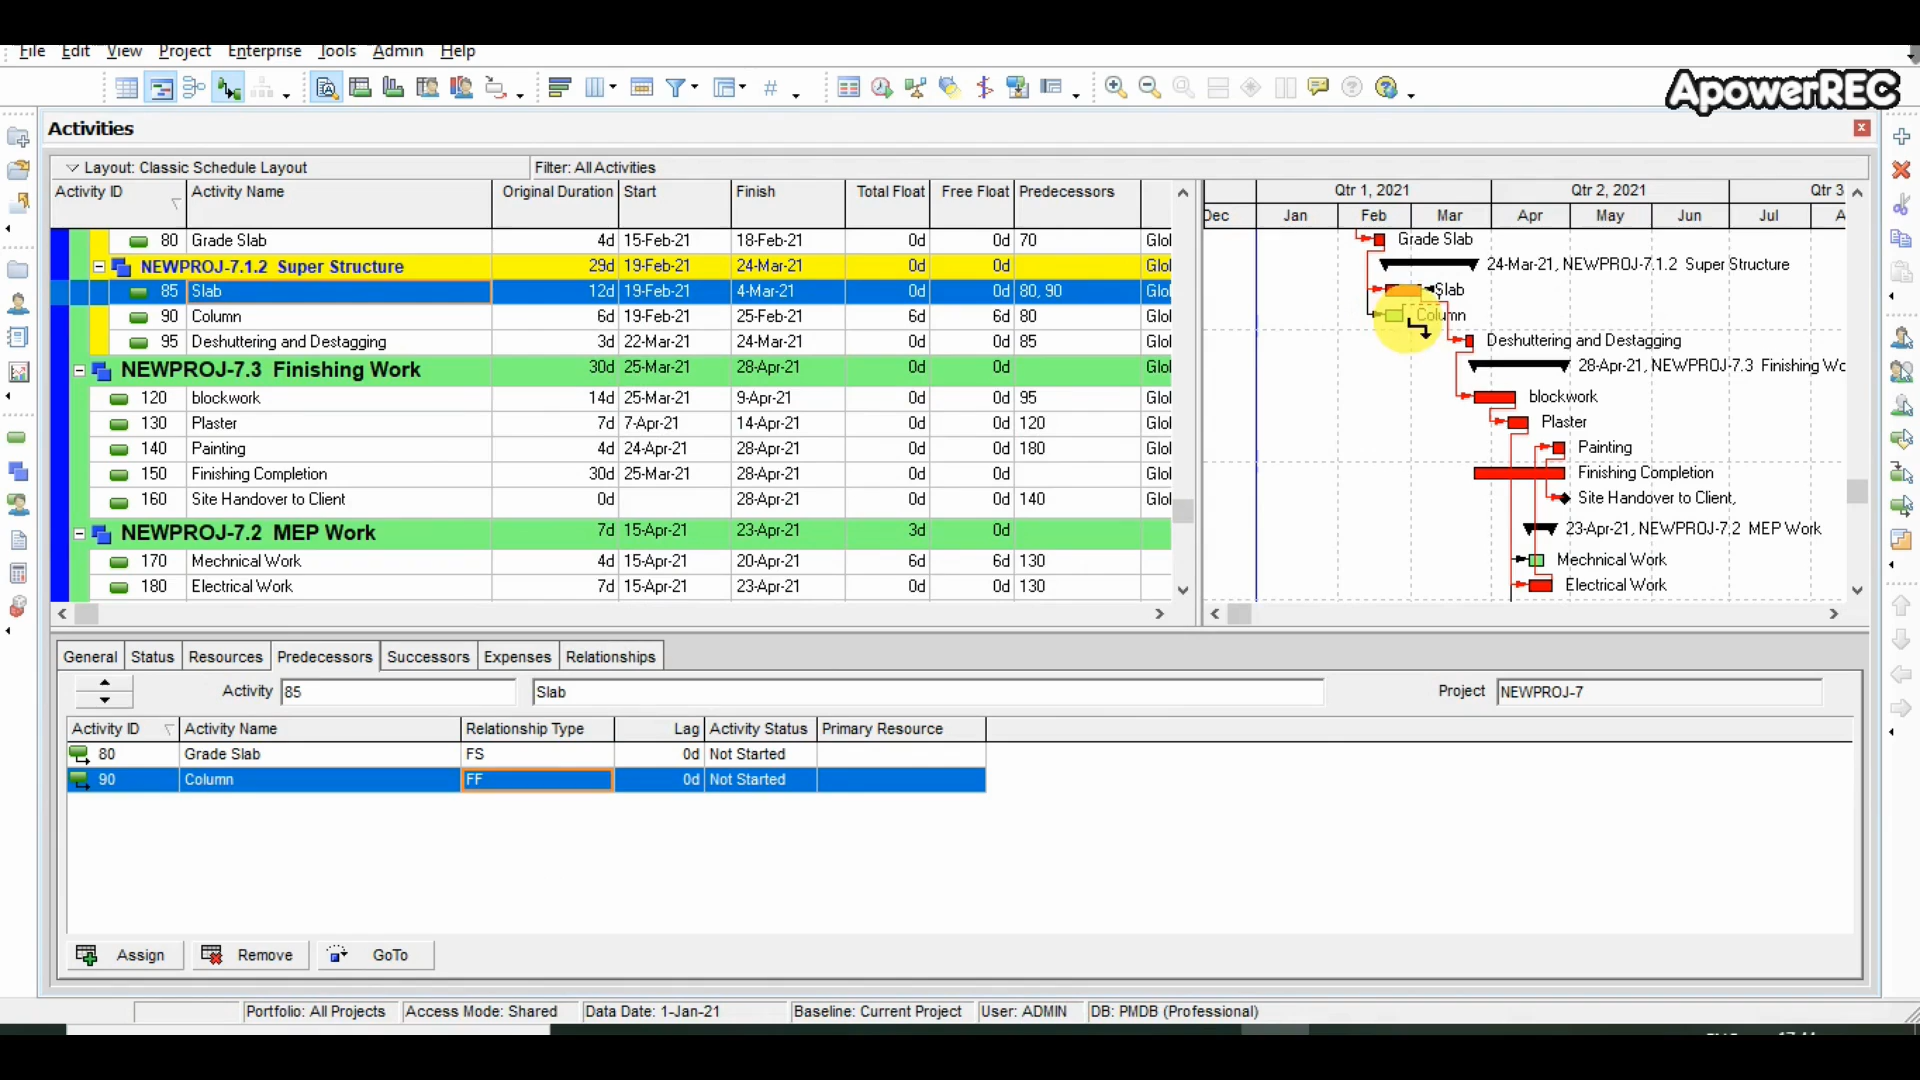 File Edit View Project Enterprise Tools Admin Help
ApowerREC
Activities
Layout: Classic Schedule Layout Filter: All Activities
Activity ID Activity Name Original Duration Start Finish Total Float Free Float Predecessors Qtr 1, 2021 Qtr 2, 2021 Qtr 3
Dec Jan Feb Mar Apr May Jun Jul A
80 Grade Slab 4d 15-Feb-21 18-Feb-21 0d 0d 70 Glol Grade Slab
NEWPROJ-7.1.2 Super Structure 29d 19-Feb-21 24-Mar-21 0d 0d Glol 24-Mar-21, NEWPROJ-7.1.2 Super Structure
85 Slab 12d 19-Feb-21 4-Mar-21 0d 0d 80, 90 Glol Slab
90 Column 6d 19-Feb-21 25-Feb-21 6d 6d 80 Glol Column
95 Deshuttering and Destagging 3d 22-Mar-21 24-Mar-21 0d 0d 85 Glol Deshuttering and Destagging
NEWPROJ-7.3 Finishing Work 30d 25-Mar-21 28-Apr-21 0d 0d Glol 28-Apr-21, NEWPROJ-7.3 Finishing Wo
120 blockwork 14d 25-Mar-21 9-Apr-21 0d 0d 95 Glol blockwork
130 Plaster 7d 7-Apr-21 14-Apr-21 0d 0d 120 Glol Plaster
140 Painting 4d 24-Apr-21 28-Apr-21 0d 0d 180 Glol Painting
150 Finishing Completion 30d 25-Mar-21 28-Apr-21 0d 0d Glol Finishing Completion
160 Site Handover to Client 0d 28-Apr-21 0d 0d 140 Glol Site Handover to Client,
NEWPROJ-7.2 MEP Work 7d 15-Apr-21 23-Apr-21 3d 0d 23-Apr-21, NEWPROJ-7.2 MEP Work
170 Mechnical Work 4d 15-Apr-21 20-Apr-21 6d 6d 130 Mechnical Work
180 Electrical Work 7d 15-Apr-21 23-Apr-21 0d 0d 130 Electrical Work
General Status Resources Predecessors Successors Expenses Relationships
Activity 85 Slab Project NEWPROJ-7
Activity ID Activity Name Relationship Type Lag Activity Status Primary Resource
80 Grade Slab FS 0d Not Started
90 Column FF 0d Not Started
Assign Remove GoTo
Portfolio: All Projects Access Mode: Shared Data Date: 1-Jan-21 Baseline: Current Project User: ADMIN DB: PMDB (Professional)